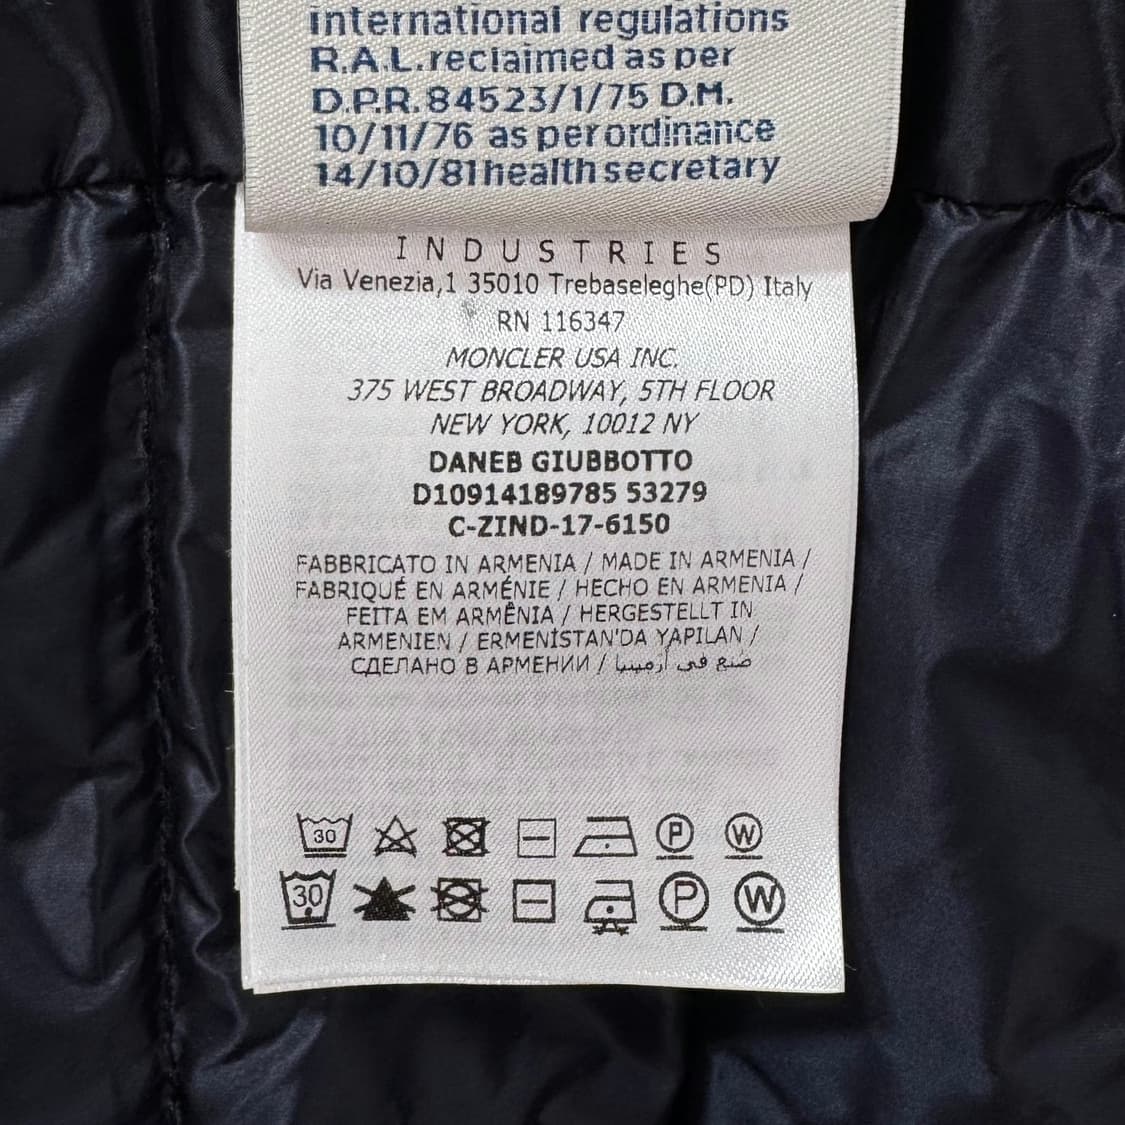 international regulations
R.A.L. reclaimed as per
D.P.R. 84523/1/75 D.M.
10/11/76 as per ordinance
14/10/81 health secretary
INDUSTRIES
Via Venezia,1 35010 Trebaseleghe(PD) Italy
RN 116347
MONCLER USA INC.
375 WEST BROADWAY, 5TH FLOOR
NEW YORK, 10012 NY
DANEB GIUBBOTTO
D10914189785 53279
C-ZIND-17-6150
FABBRICATO IN ARMENIA / MADE IN ARMENIA /
FABRIQUÉ EN ARMÉNIE / HECHO EN ARMENIA /
FEITA EM ARMÊNIA / HERGESTELLT IN
ARMENIEN / ERMENİSTAN'DA YAPILAN /
СДЕЛАНО В АРМЕНИИ / صنع في أرمينيا
30 P W
30 P W